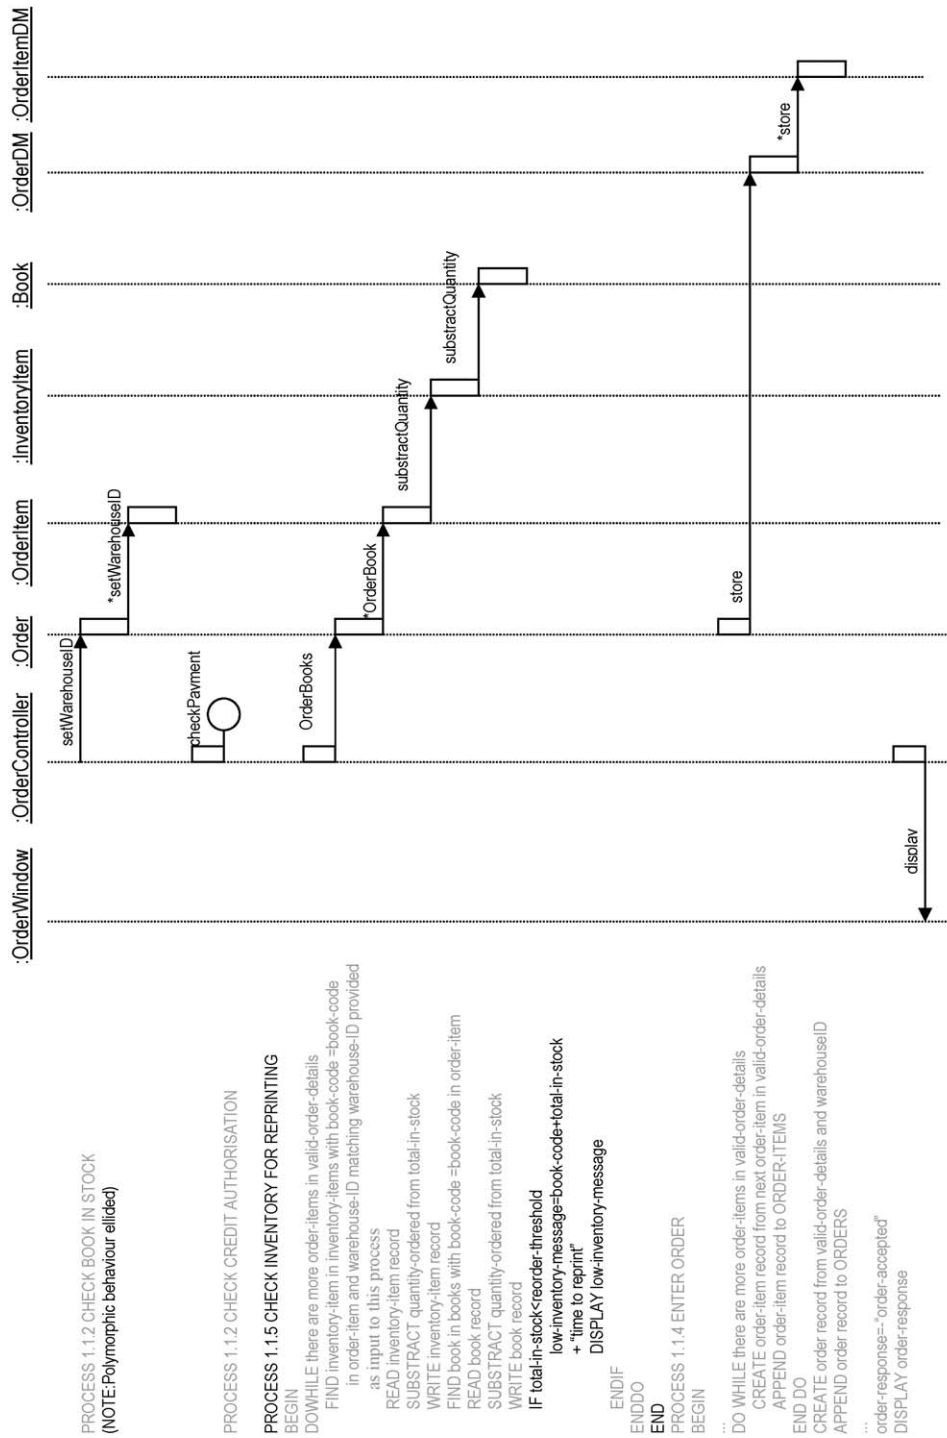 :OrderWindow
:OrderController
:Order
:OrderItem
:InventoryItem
:Book
:OrderDM
:OrderItemDM
setWarehouseID
*setWarehouseID
checkPayment
OrderBooks
*OrderBook
substractQuantity
substractQuantity
store
*store
display
PROCESS 1.1.2 CHECK BOOK IN STOCK
(NOTE:Polymorphic behaviour ellided)
PROCESS 1.1.2 CHECK CREDIT AUTHORISATION
PROCESS 1.1.5 CHECK INVENTORY FOR REPRINTING
BEGIN
DOWHILE there are more order-items in valid-order-details
FIND inventory-item in inventory-items with book-code =book-code
in order-item and warehouse-ID matching warehouse-ID provided
as input to this process
READ inventory-item record
SUBTRACT quantity-ordered from total-in-stock
WRITE inventory-item record
FIND book in books with book-code =book-code in order-item
READ book record
SUBTRACT quantity-ordered from total-in-stock
WRITE book record
IF total-in-stock<reorder-threshold
low-inventory-message=book-code+total-in-stock
+ "time to reprint"
DISPLAY low-inventory-message
ENDIF
ENDDO
END
PROCESS 1.1.4 ENTER ORDER
BEGIN
...
DO WHILE there are more order-items in valid-order-details
CREATE order-item record from next order-item in valid-order-details
APPEND order-item record to ORDER-ITEMS
END DO
CREATE order record from valid-order-details and warehouseID
APPEND order record to ORDERS
...
order-response=-"order-accepted"
DISPLAY order-response